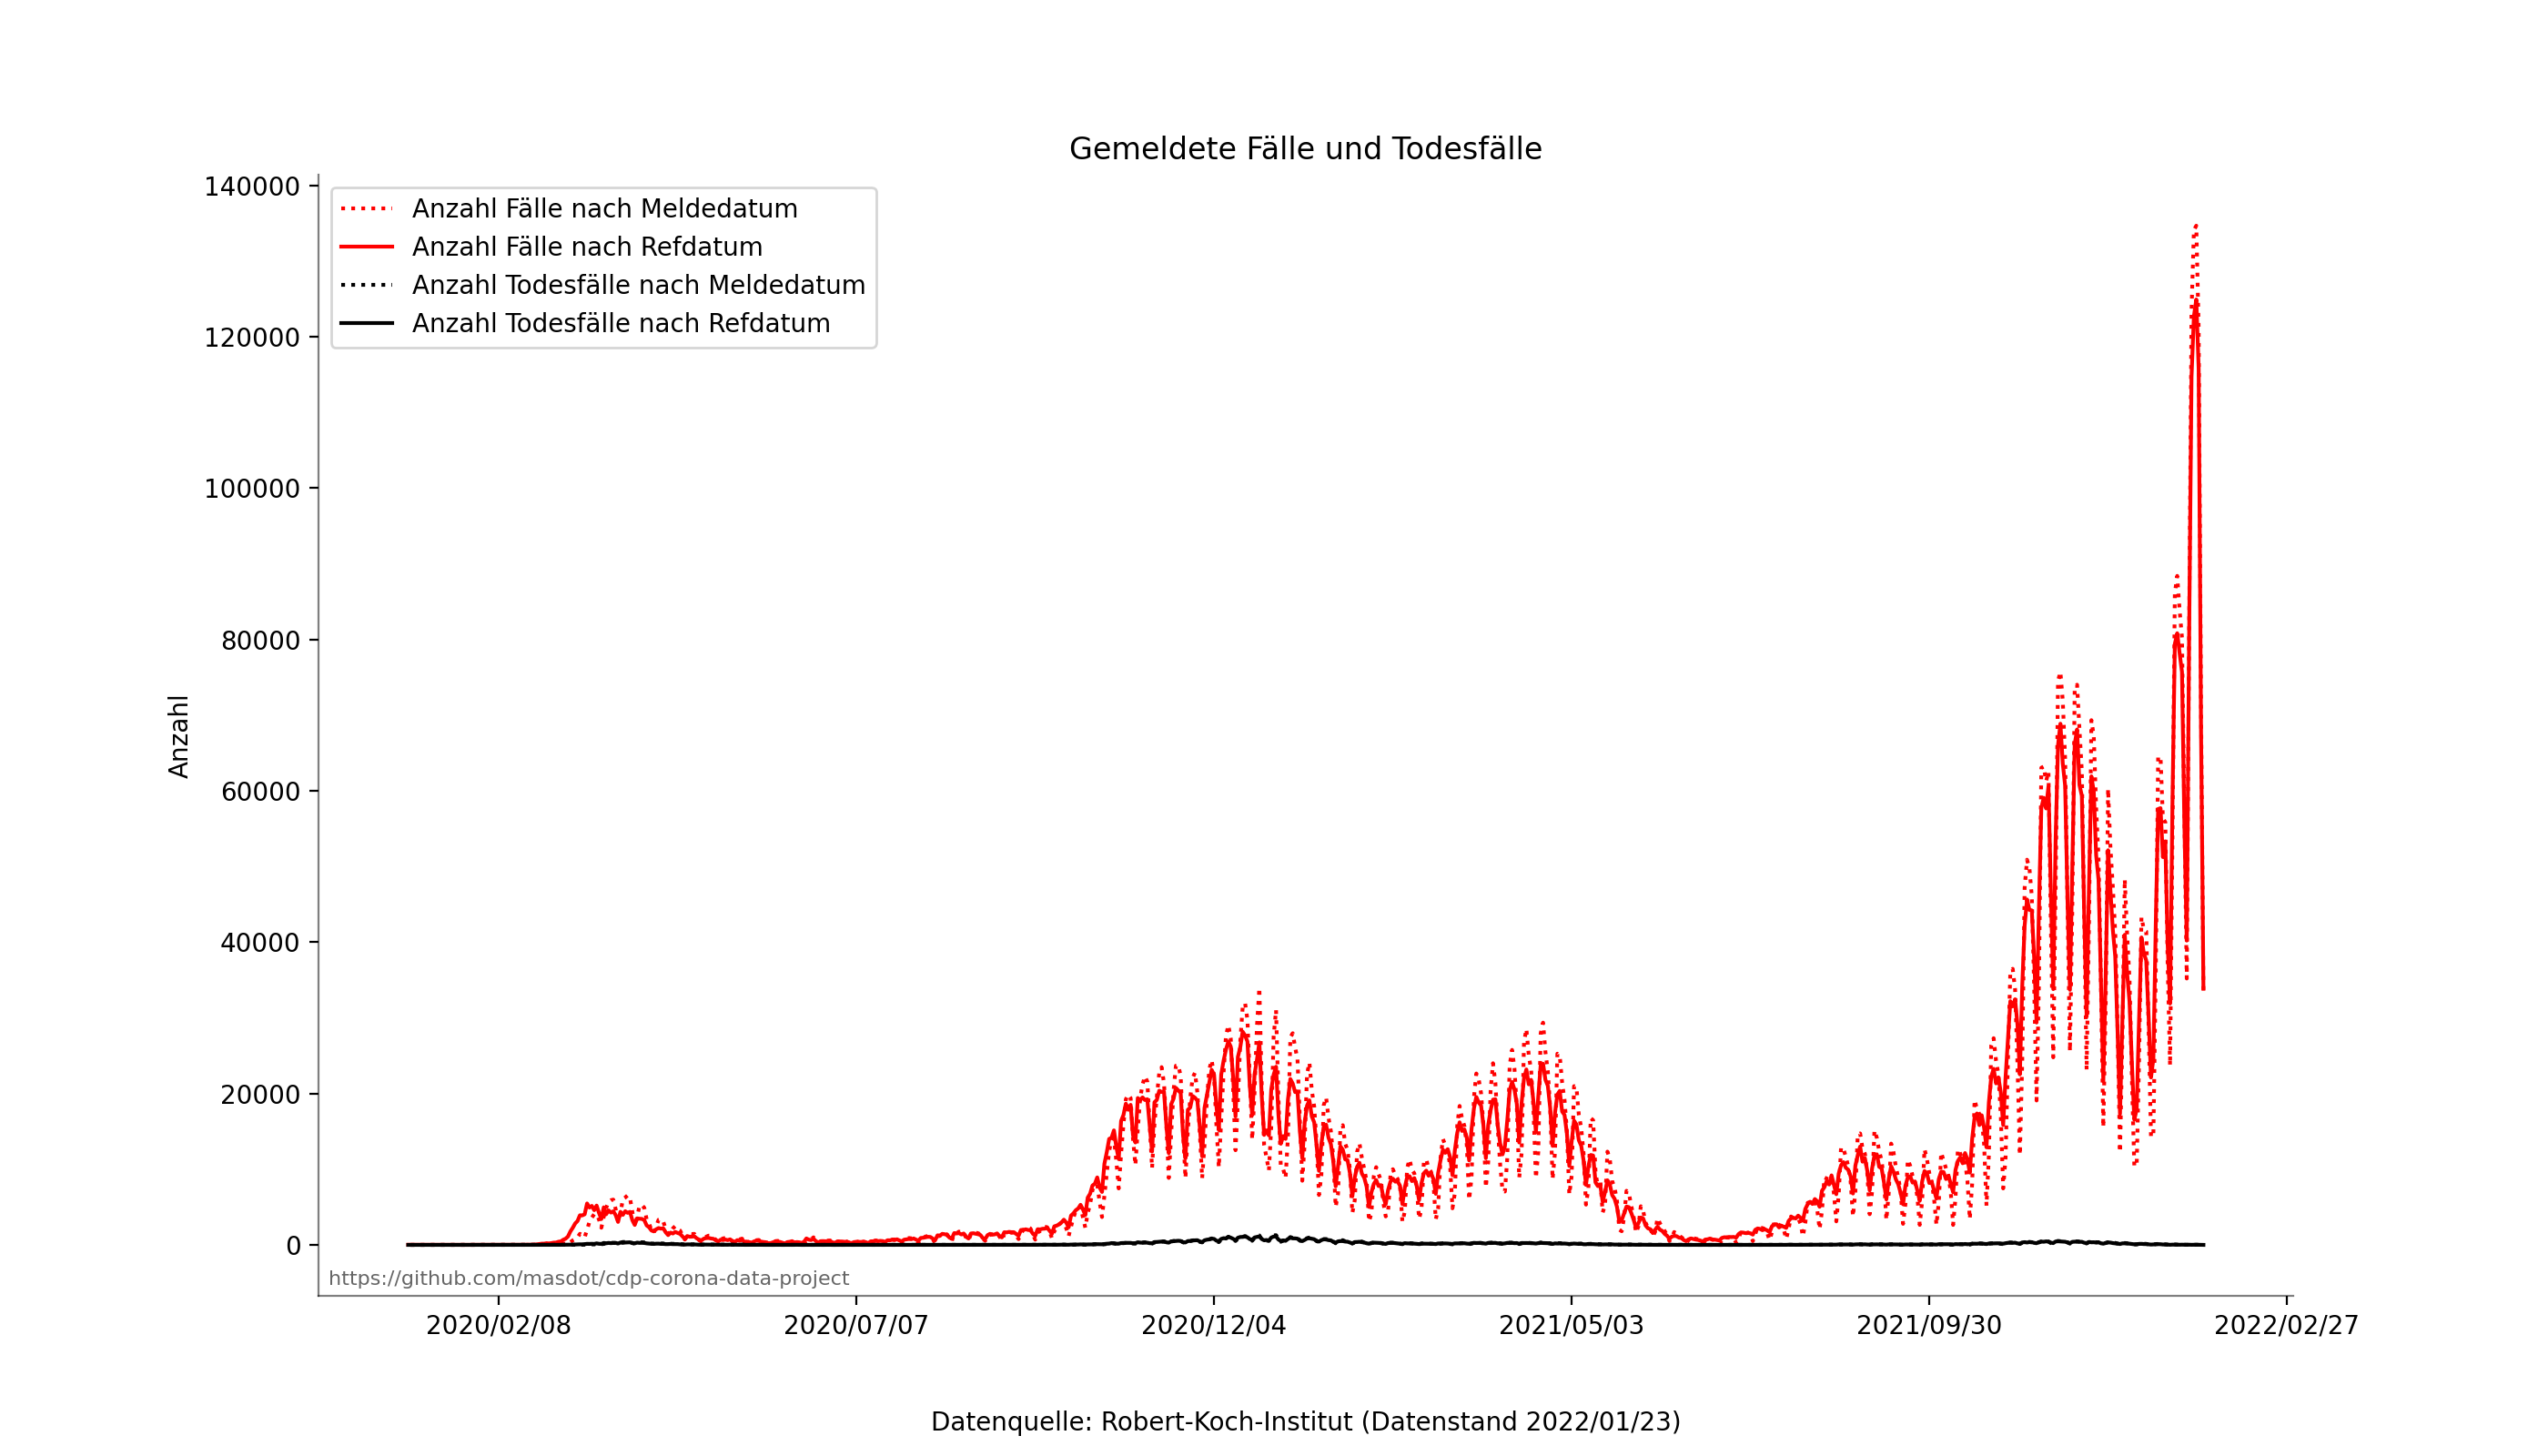 Gemeldete Fälle und Todesfälle
140000
120000
100000
80000
60000
40000
20000
0
Anzahl
Anzahl Fälle nach Meldedatum
Anzahl Fälle nach Refdatum
Anzahl Todesfälle nach Meldedatum
Anzahl Todesfälle nach Refdatum
https://github.com/masdot/cdp-corona-data-project
2020/02/08 2020/07/07 2020/12/04 2021/05/03 2021/09/30 2022/02/27
Datenquelle: Robert-Koch-Institut (Datenstand 2022/01/23)